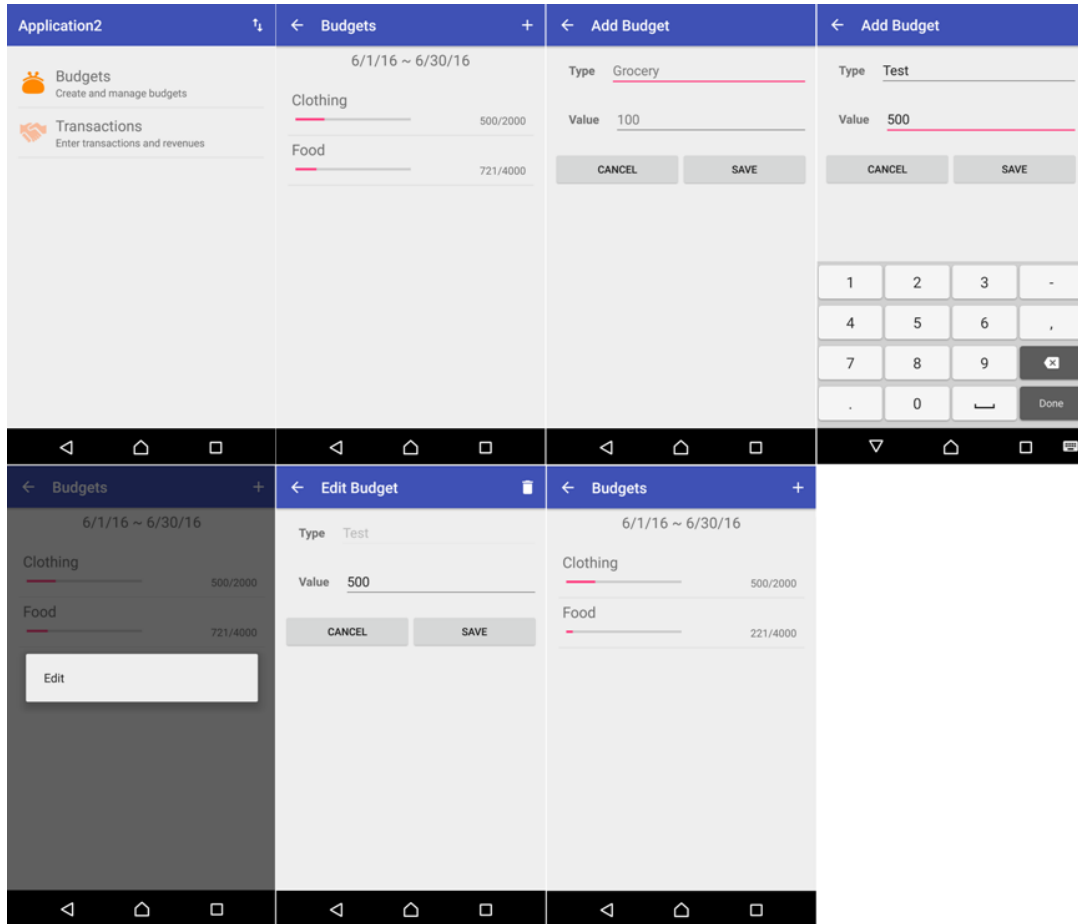 Application2
Budgets
Create and manage budgets
Transactions
Enter transactions and revenues
Budgets +
6/1/16 ~ 6/30/16
Clothing
500/2000
Food
721/4000
Add Budget
Type Grocery
Value 100
CANCEL SAVE
Add Budget
Type Test
Value 500
CANCEL SAVE
1 2 3 -
4 5 6 ,
7 8 9
. 0 Done
Budgets +
6/1/16 ~ 6/30/16
Clothing
500/2000
Food
721/4000
Edit
Edit Budget
Type Test
Value 500
CANCEL SAVE
Budgets +
6/1/16 ~ 6/30/16
Clothing
500/2000
Food
221/4000